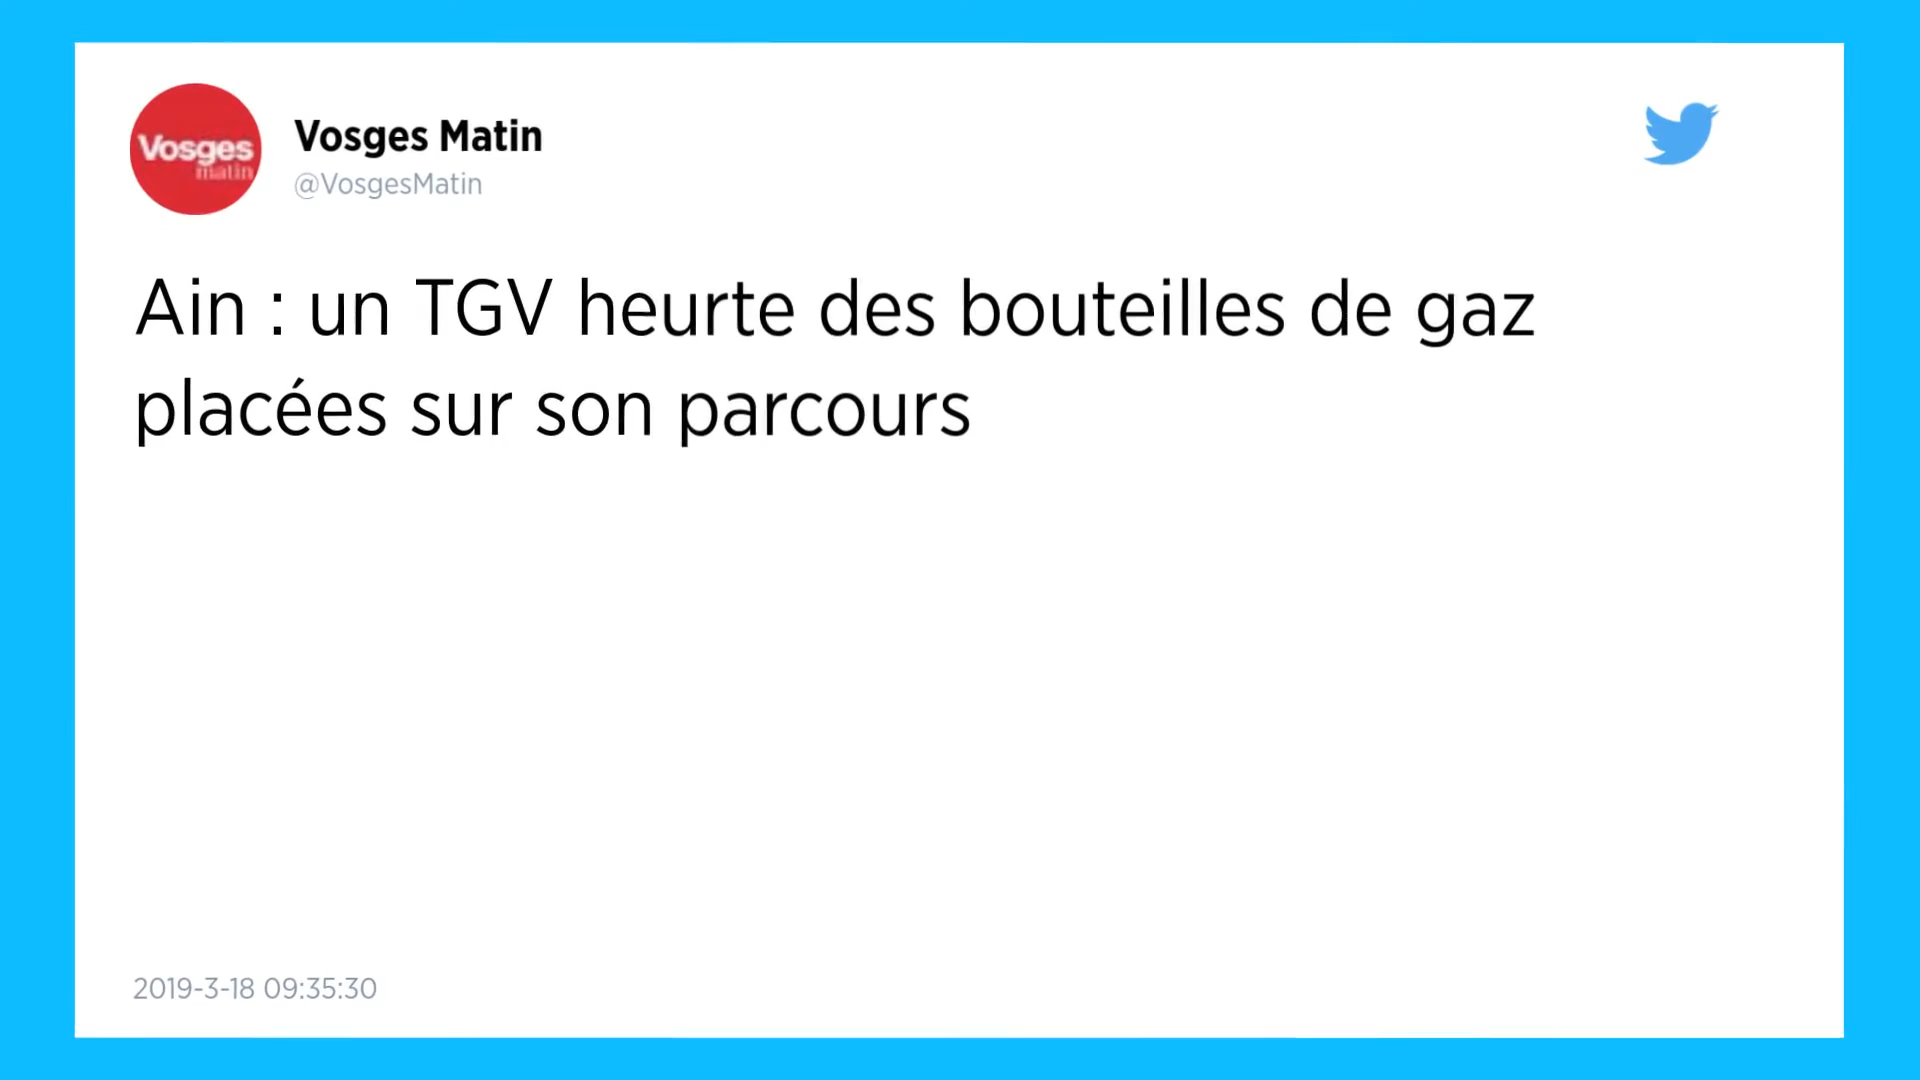 Vosges
matin
Vosges Matin
@VosgesMatin
Ain : un TGV heurte des bouteilles de gaz
placées sur son parcours
2019-3-18 09:35:30